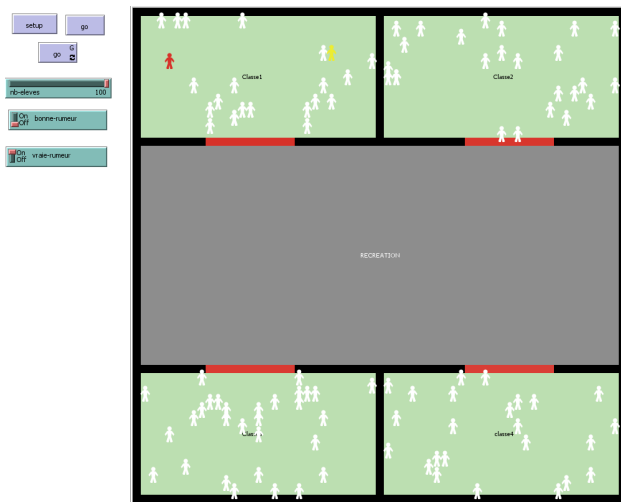 setup
go
go
G
nb-eleves 100
On
Off
bonne-rumeur
On
Off
vraie-rumeur
Classe1
Classe2
RECREATION
classe4